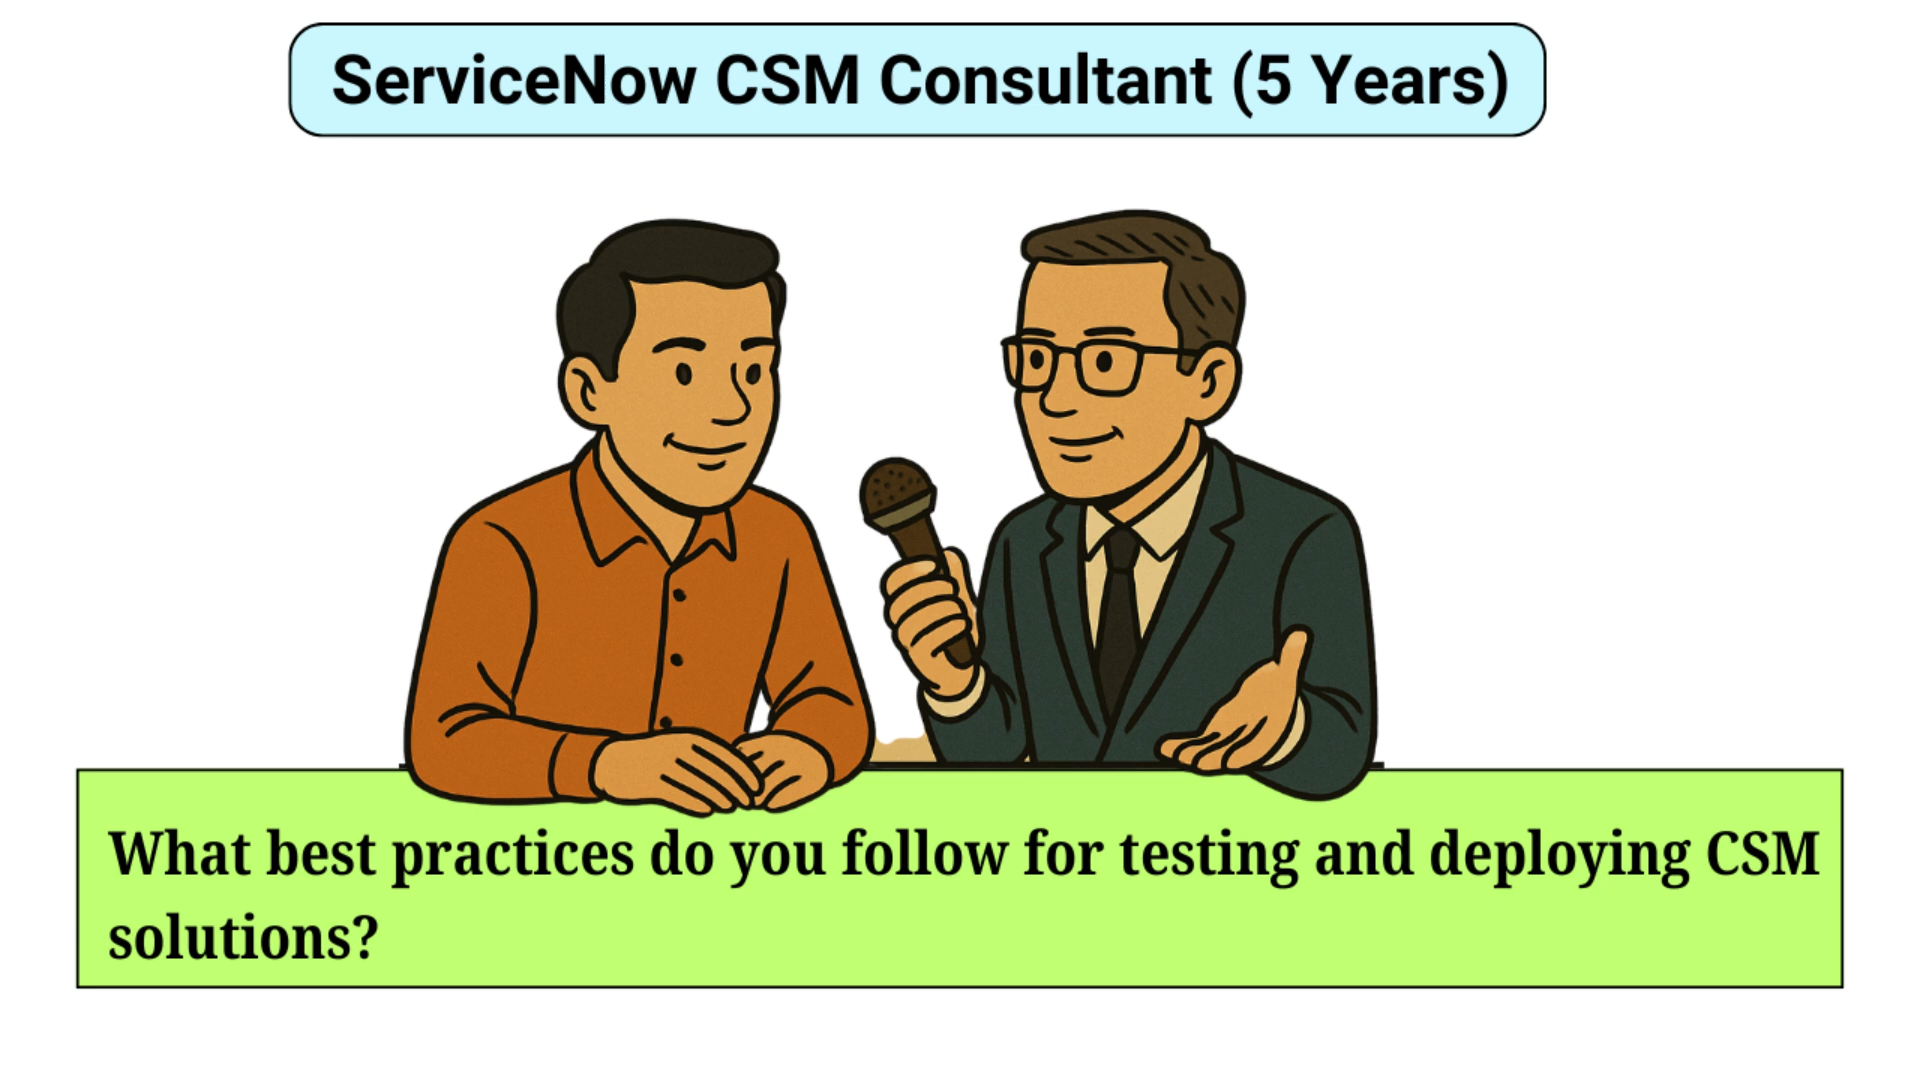 ServiceNow CSM Consultant (5 Years)
What best practices do you follow for testing and deploying CSM
solutions?